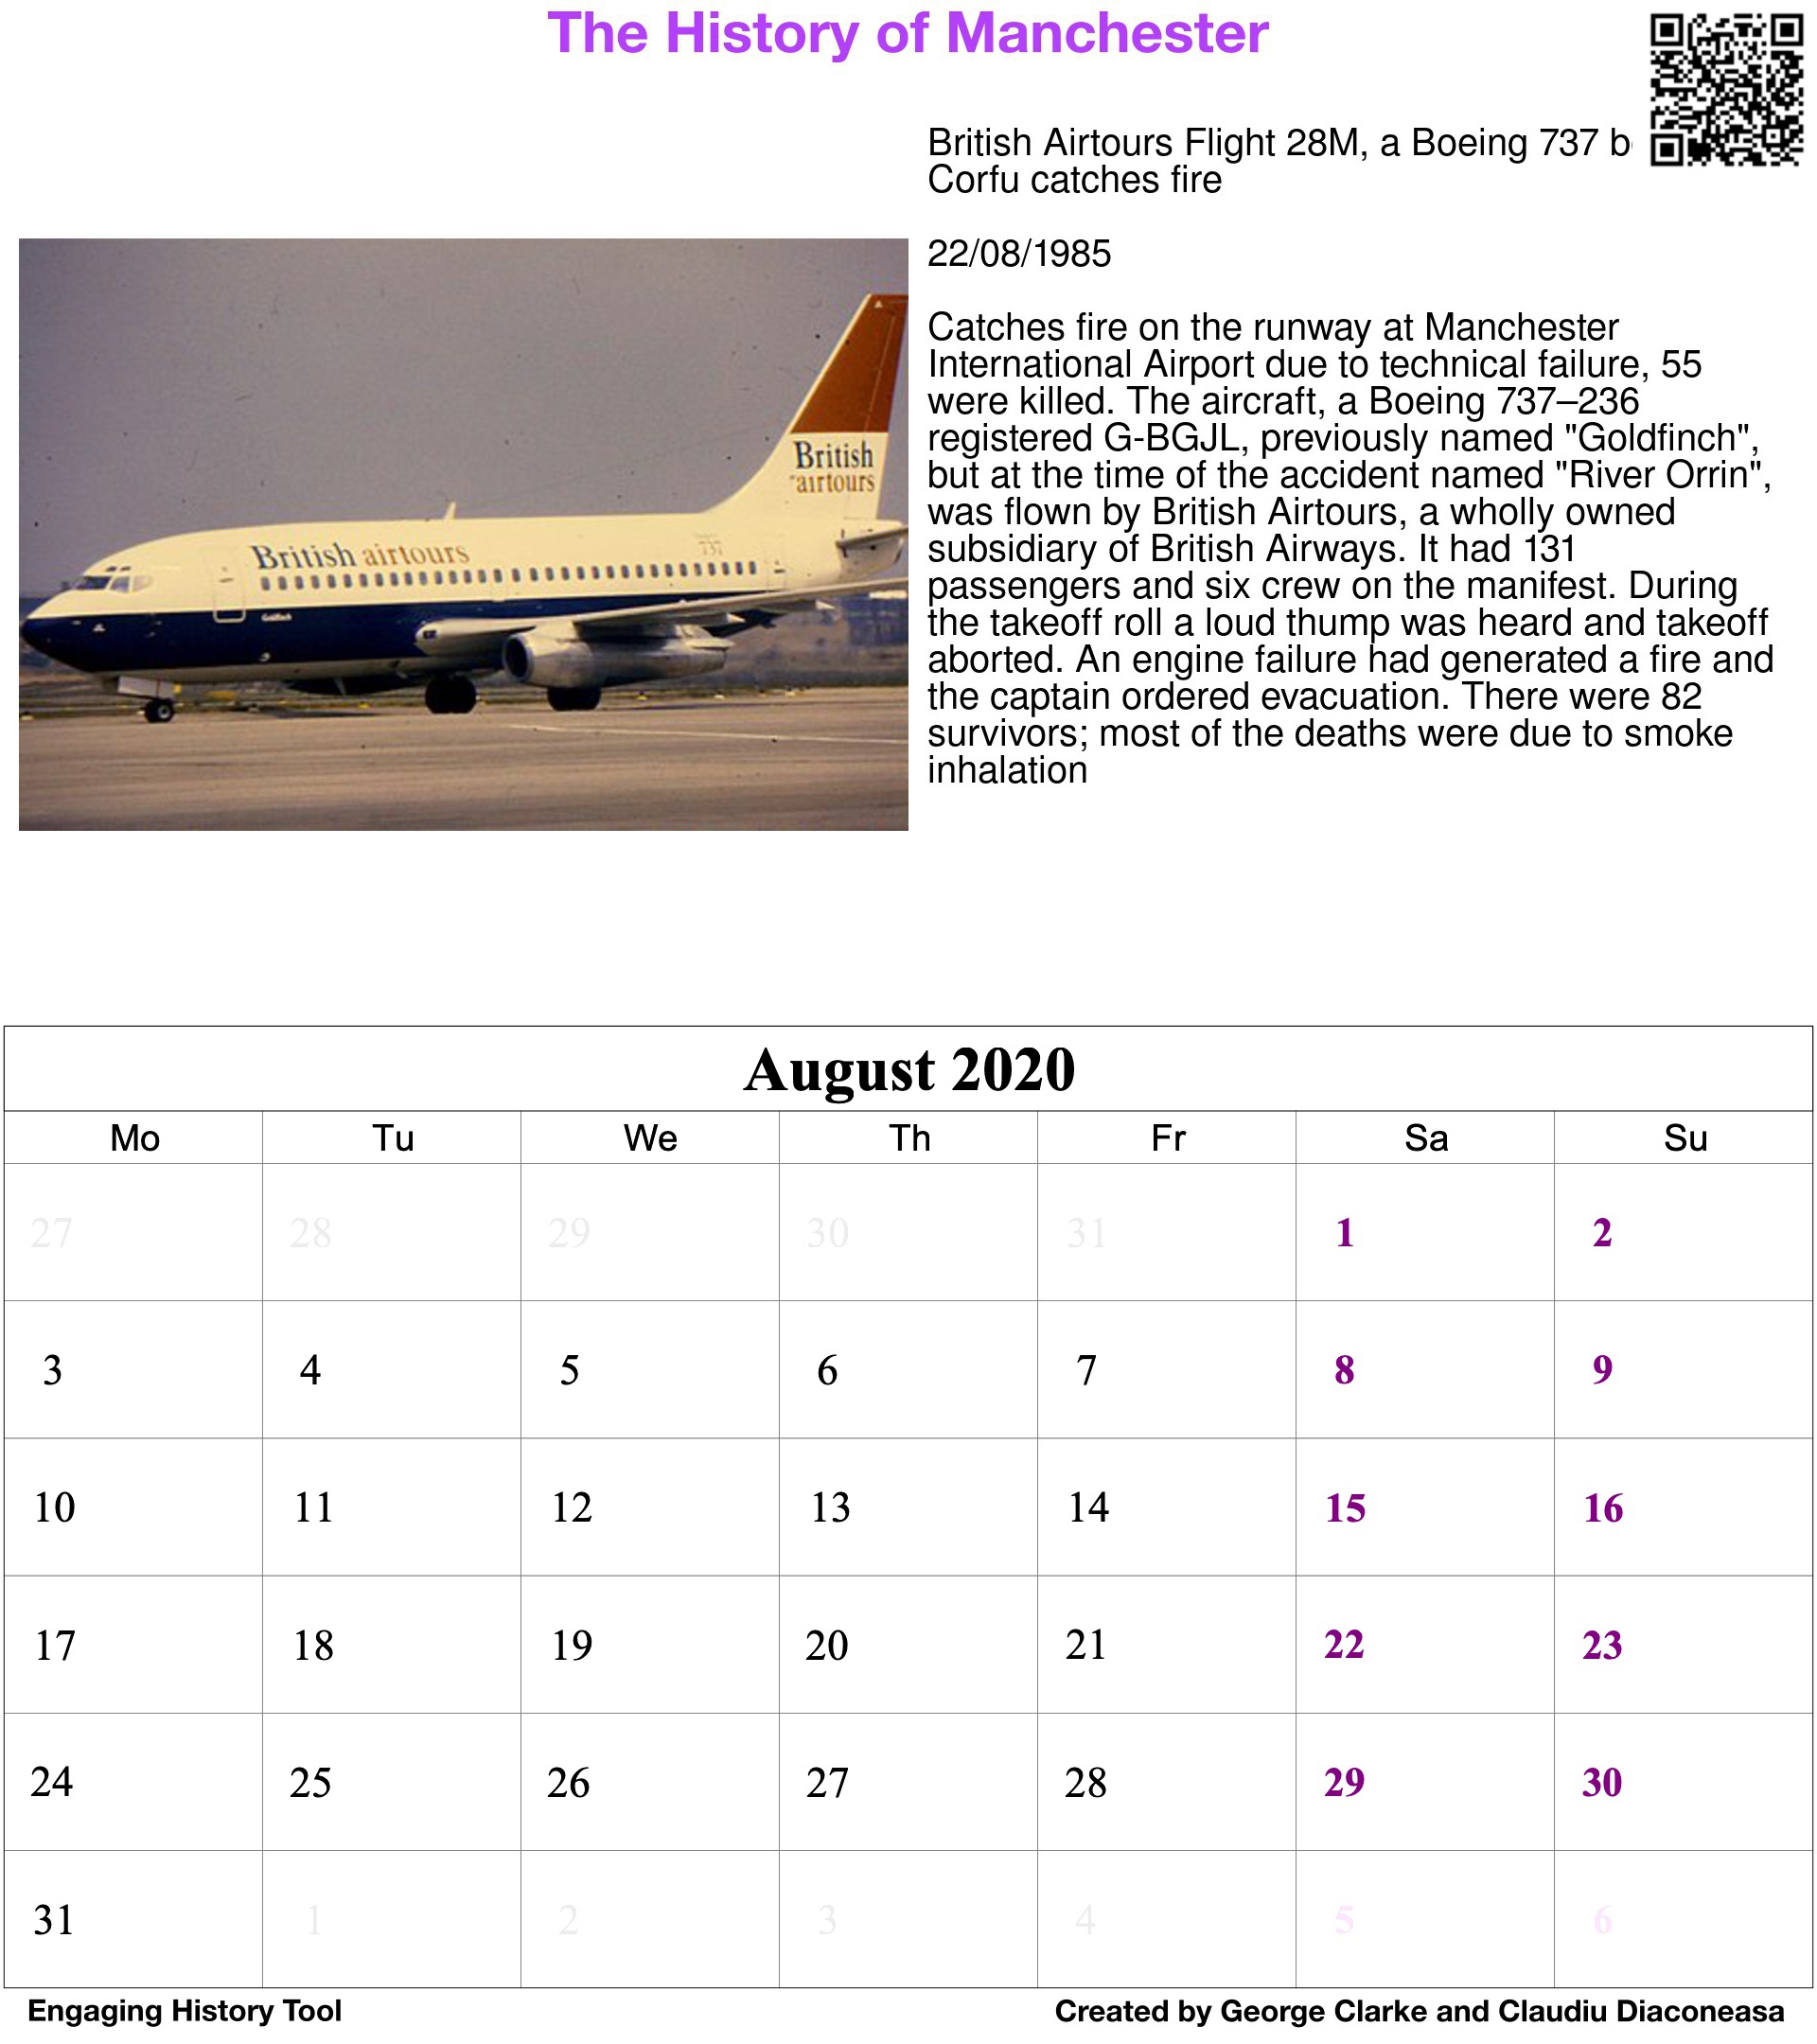 The History of Manchester
British Airtours Flight 28M, a Boeing 737
Corfu catches fire
22/08/1985
Catches fire on the runway at Manchester
International Airport due to technical failure, 55
were killed. The aircraft, a Boeing 737–236
registered G-BGJL, previously named "Goldfinch",
but at the time of the accident named "River Orrin",
was flown by British Airtours, a wholly owned
subsidiary of British Airways. It had 131
passengers and six crew on the manifest. During
the takeoff roll a loud thump was heard and takeoff
aborted. An engine failure had generated a fire and
the captain ordered evacuation. There were 82
survivors; most of the deaths were due to smoke
inhalation
British
airtours
British airtours
737
August 2020
Mo Tu We Th Fr Sa Su
27 28 29 30 31 1 2
3 4 5 6 7 8 9
10 11 12 13 14 15 16
17 18 19 20 21 22 23
24 25 26 27 28 29 30
31 1 2 3 4 5 6
Engaging History Tool
Created by George Clarke and Claudiu Diaconeasa